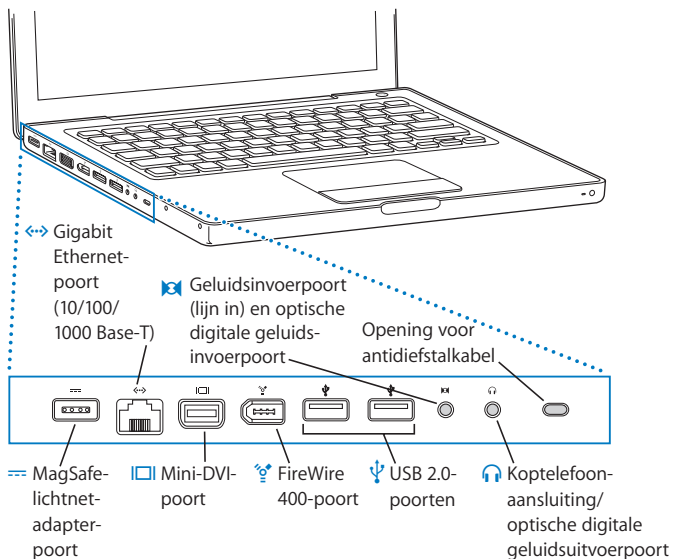 Gigabit
Ethernet-
poort
(10/100/
1000 Base-T)
Geluidsinvoerpoort
(lijn in) en optische
digitale geluids-
invoerpoort
Opening voor
antidiefstalkabel
MagSafe-
lichtnet-
adapter-
poort
Mini-DVI-
poort
FireWire
400-poort
USB 2.0-
poorten
Koptelefoon-
aansluiting/
optische digitale
geluidsuitvoerpoort